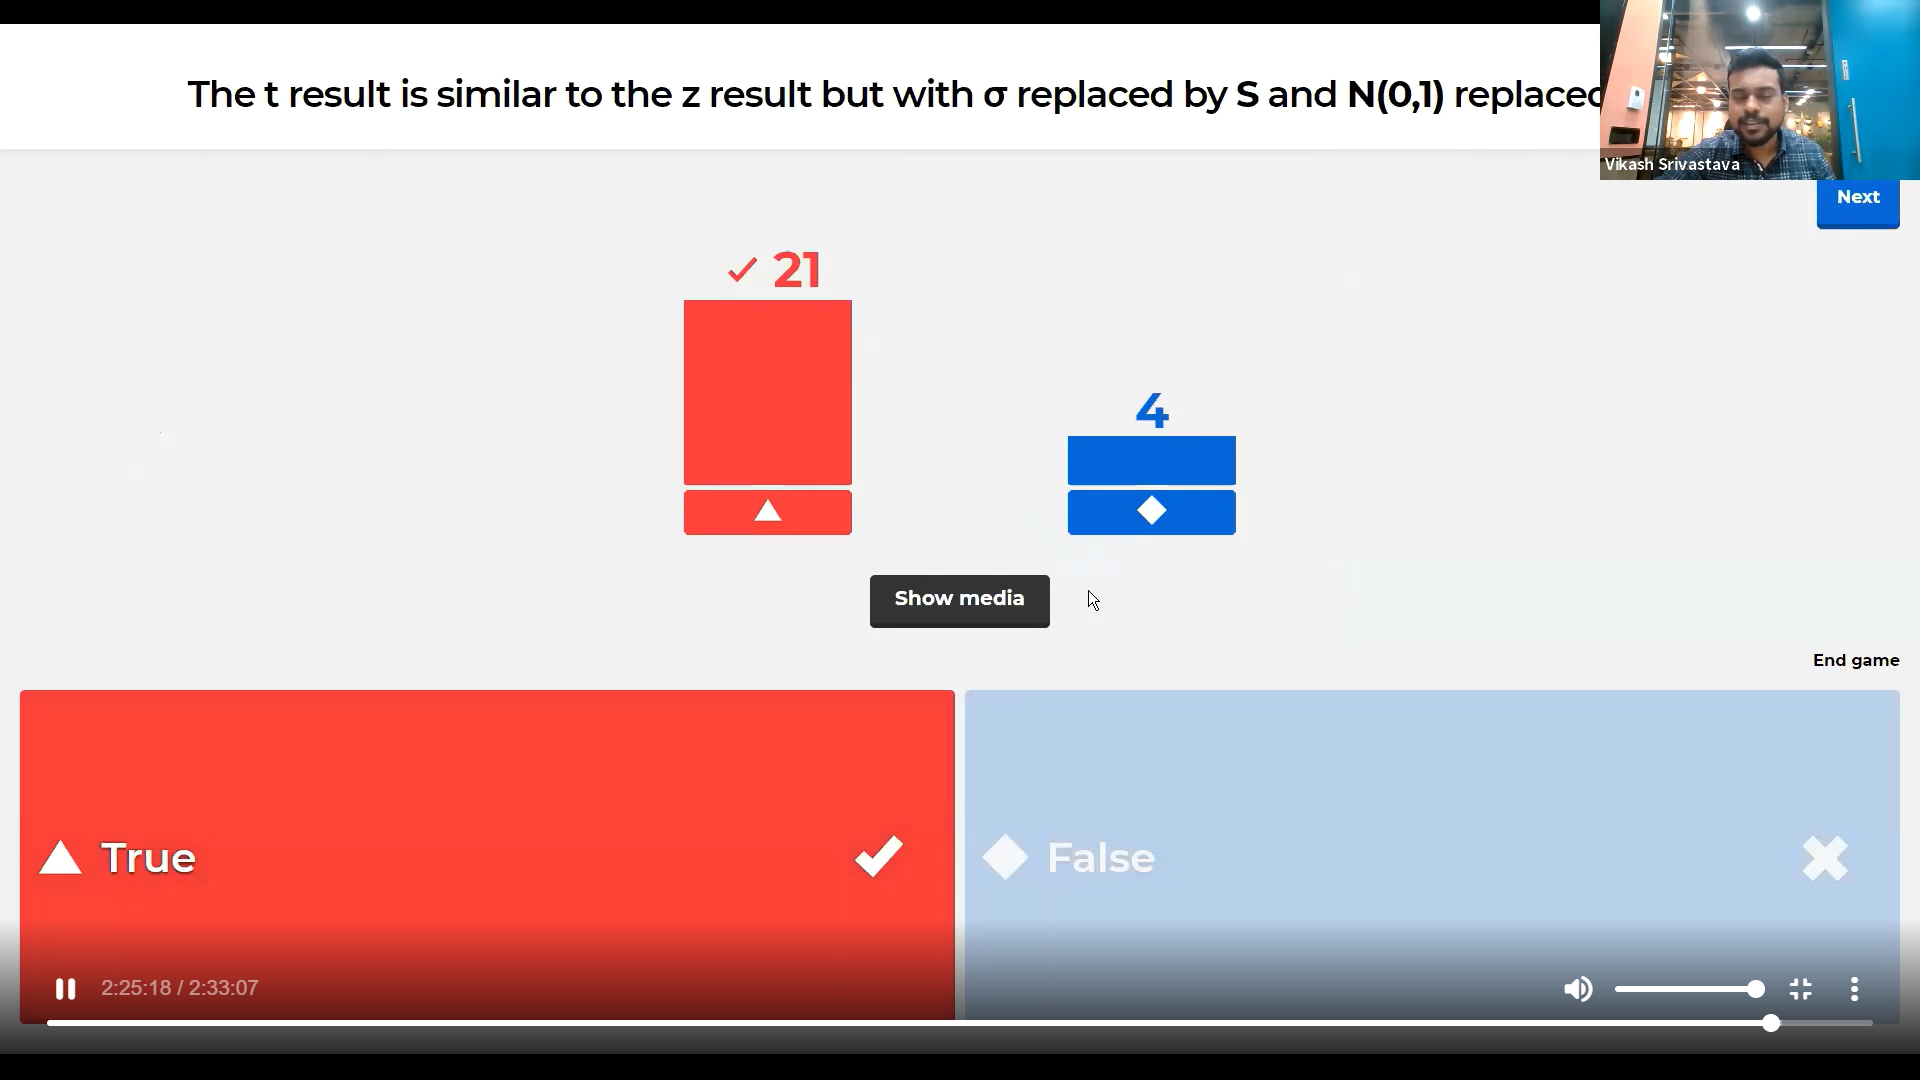 The t result is similar to the z result but with σ replaced by S and N(0,1) replaced
Vikash Srivastava
Next
21
4
Show media
End game
True
False
2:25:18 / 2:33:07